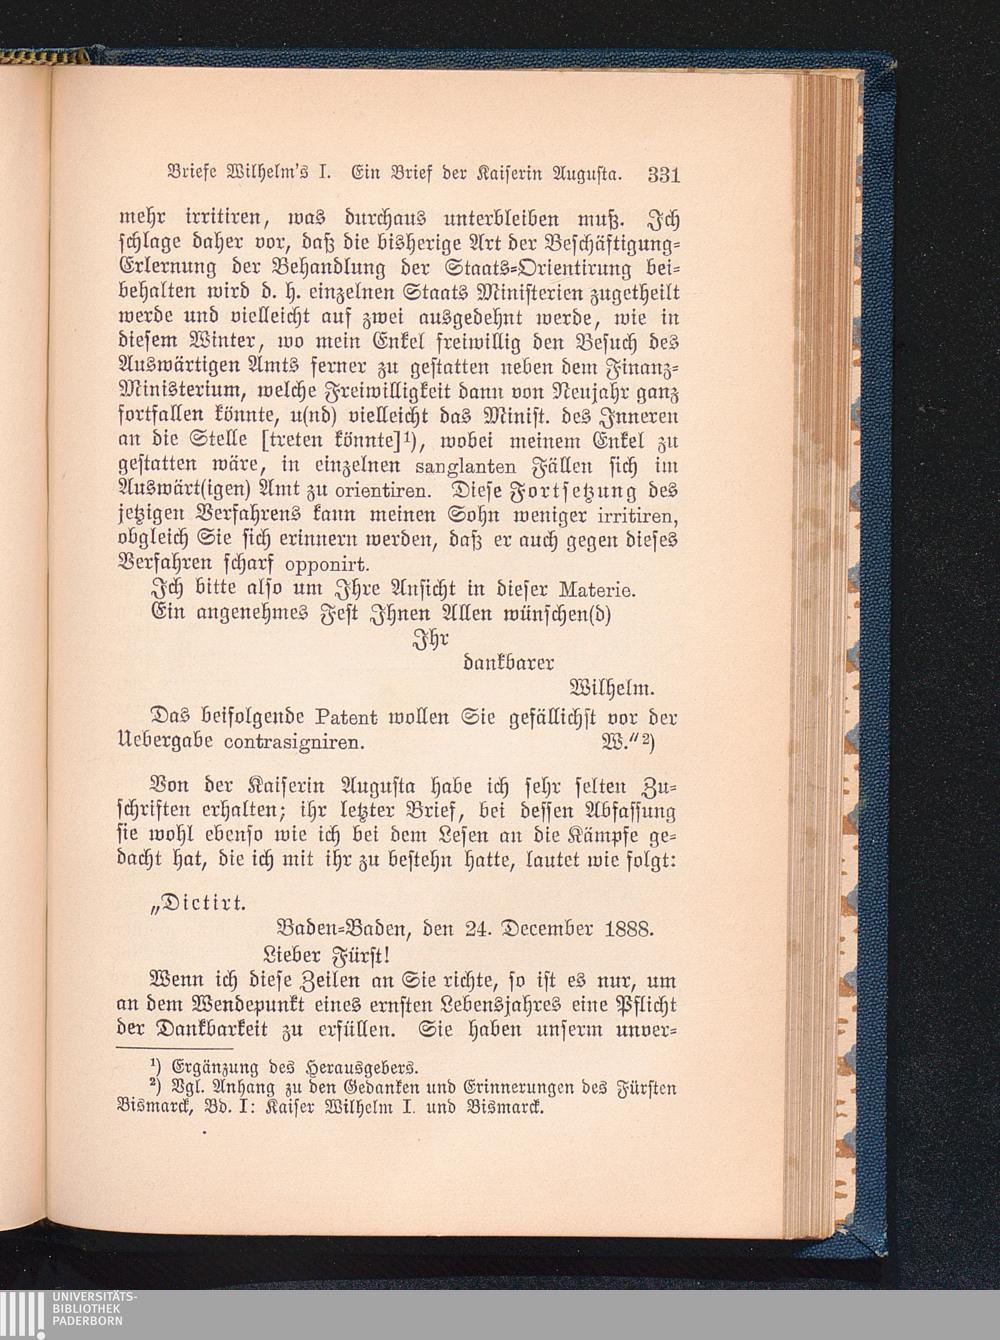 Briefe Wilhelm's I. Ein Brief der Kaiserin Augusta. 331
mehr irritiren, was durchaus unterbleiben muß. Ich
schlage daher vor, daß die bisherige Art der Beschäftigung-
Erlernung der Behandlung der Staats-Orientirung bei-
behalten wird d. h. einzelnen Staats Ministerien zugetheilt
werde und vielleicht auf zwei ausgedehnt werde, wie in
diesem Winter, wo mein Enkel freiwillig den Besuch des
Auswärtigen Amts ferner zu gestatten neben dem Finanz-
Ministerium, welche Freiwilligkeit dann von Neujahr ganz
fortfallen könnte, u(nd) vielleicht das Minist. des Inneren
an die Stelle [treten könnte]¹), wobei meinem Enkel zu
gestatten wäre, in einzelnen sanglanten Fällen sich im
Auswärt(igen) Amt zu orientiren. Diese Fortsetzung des
jetzigen Verfahrens kann meinen Sohn weniger irritiren,
obgleich Sie sich erinnern werden, daß er auch gegen dieses
Verfahren scharf opponirt.
Ich bitte also um Ihre Ansicht in dieser Materie.
Ein angenehmes Fest Ihnen Allen wünschen(d)
Ihr
dankbarer
Wilhelm.
Das beifolgende Patent wollen Sie gefällichst vor der
Uebergabe contrasigniren. W.“²)
Von der Kaiserin Augusta habe ich sehr selten Zu-
schriften erhalten; ihr letzter Brief, bei dessen Abfassung
sie wohl ebenso wie ich bei dem Lesen an die Kämpfe ge-
dacht hat, die ich mit ihr zu bestehn hatte, lautet wie folgt:
„Dictirt.
Baden-Baden, den 24. December 1888.
Lieber Fürst!
Wenn ich diese Zeilen an Sie richte, so ist es nur, um
an dem Wendepunkt eines ernsten Lebensjahres eine Pflicht
der Dankbarkeit zu erfüllen. Sie haben unserm unver-
¹) Ergänzung des Herausgebers.
²) Vgl. Anhang zu den Gedanken und Erinnerungen des Fürsten
Bismarck, Bd. I: Kaiser Wilhelm I. und Bismarck.
UNIVERSITÄTS-
BIBLIOTHEK
PADERBORN